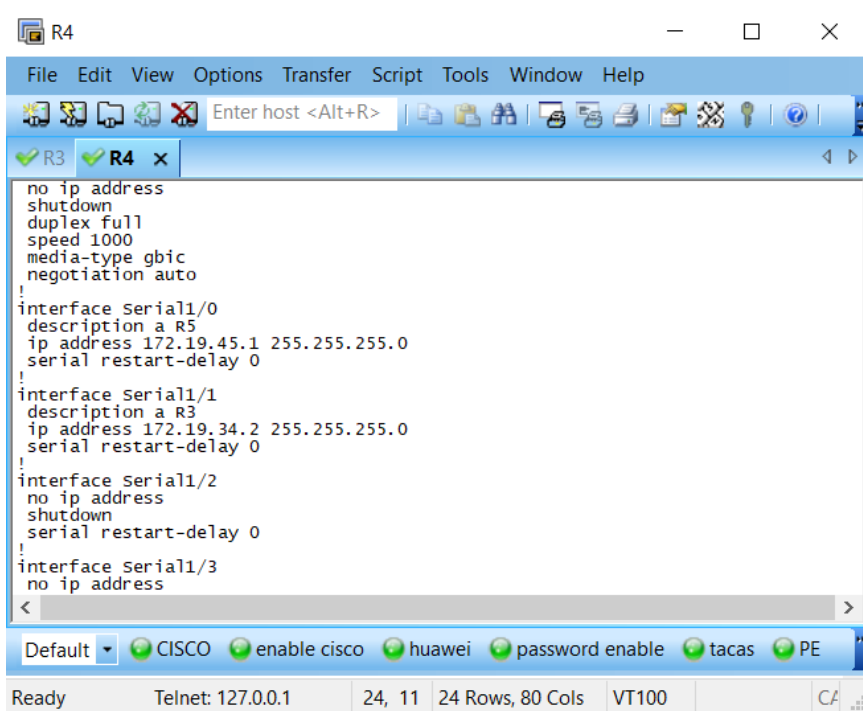 R4
File Edit View Options Transfer Script Tools Window Help
Enter host <Alt+R>
R3 R4
no ip address
shutdown
duplex full
speed 1000
media-type gbic
negotiation auto
!
interface Serial1/0
description a R5
ip address 172.19.45.1 255.255.255.0
serial restart-delay 0
!
interface Serial1/1
description a R3
ip address 172.19.34.2 255.255.255.0
serial restart-delay 0
!
interface Serial1/2
no ip address
shutdown
serial restart-delay 0
!
interface Serial1/3
no ip address
Default CISCO enable cisco huawei password enable tacas PE
Ready Telnet: 127.0.0.1 24, 11 24 Rows, 80 Cols VT100